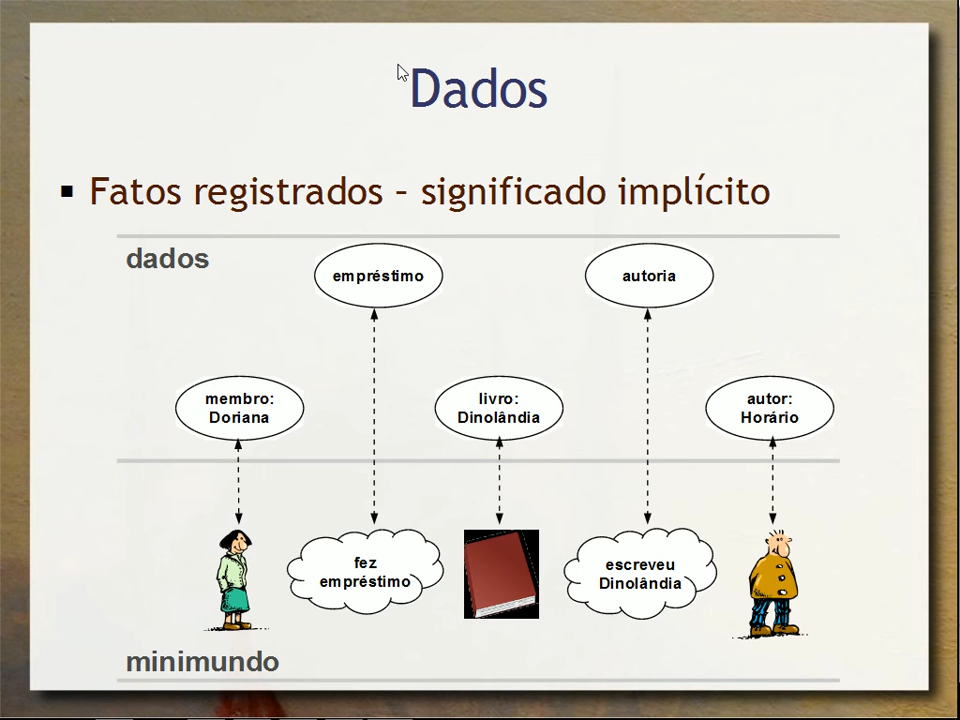 Dados
Fatos registrados – significado implícito
dados
empréstimo
autoria
membro:
Doriana
livro:
Dinolândia
autor:
Horário
fez
empréstimo
escreveu
Dinolândia
minimundo